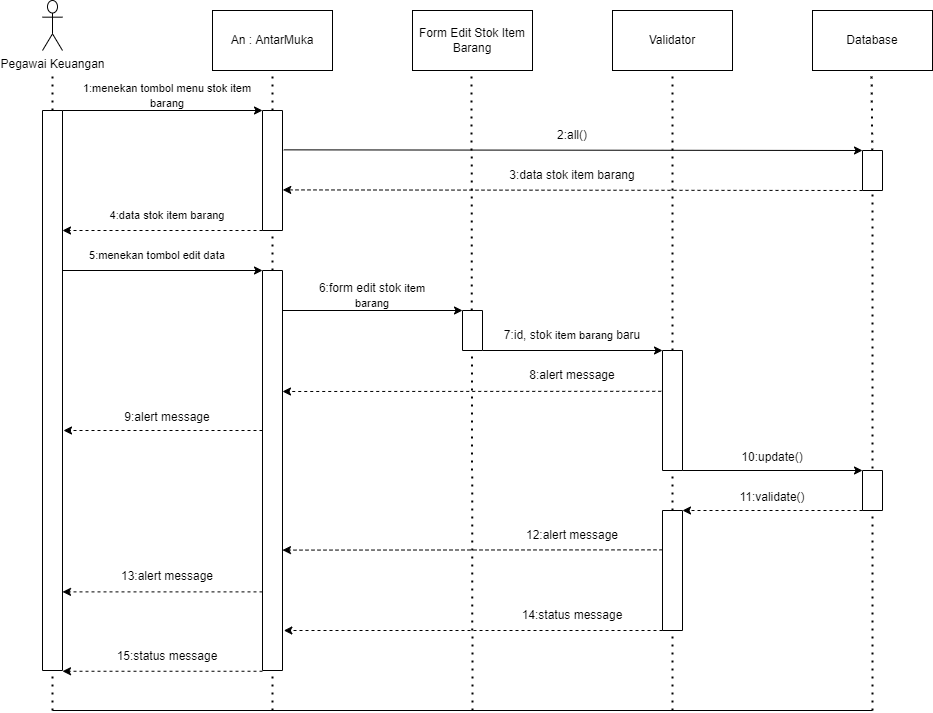 Pegawai Keuangan
An : AntarMuka
Form Edit Stok Item
Barang
Validator
Database
1:menekan tombol menu stok item
barang
2:all()
3:data stok item barang
4:data stok item barang
5:menekan tombol edit data
6:form edit stok item
barang
7:id, stok item barang baru
8:alert message
9:alert message
10:update()
11:validate()
12:alert message
13:alert message
14:status message
15:status message